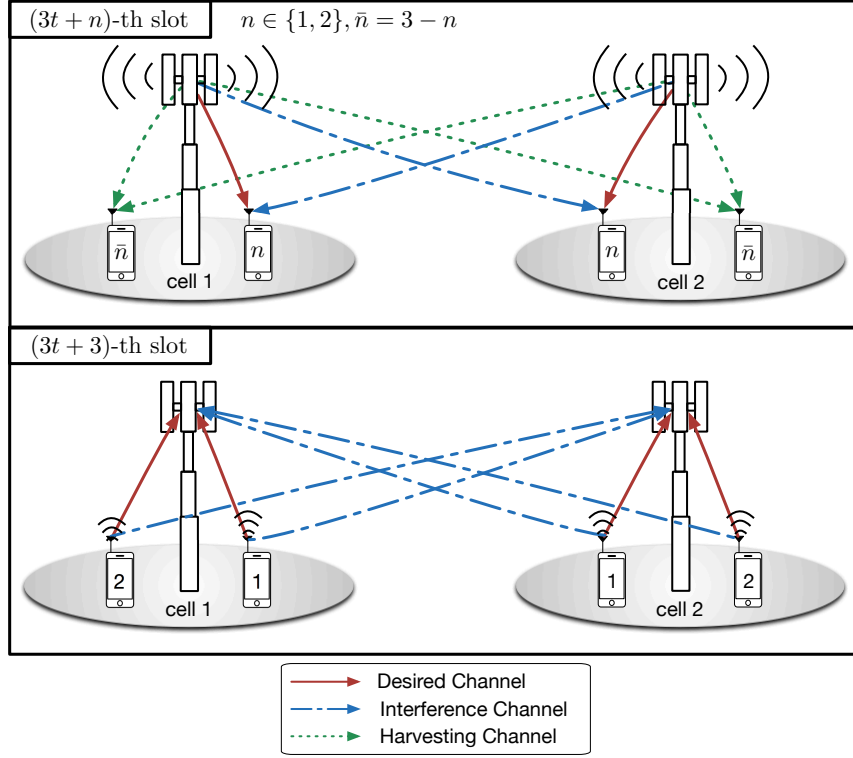 (3t + n)-th slot n ∈ {1, 2}, n̄ = 3 − n
n̄ n n n̄
cell 1 cell 2
(3t + 3)-th slot
2 1 1 2
cell 1 cell 2
Desired Channel
Interference Channel
Harvesting Channel